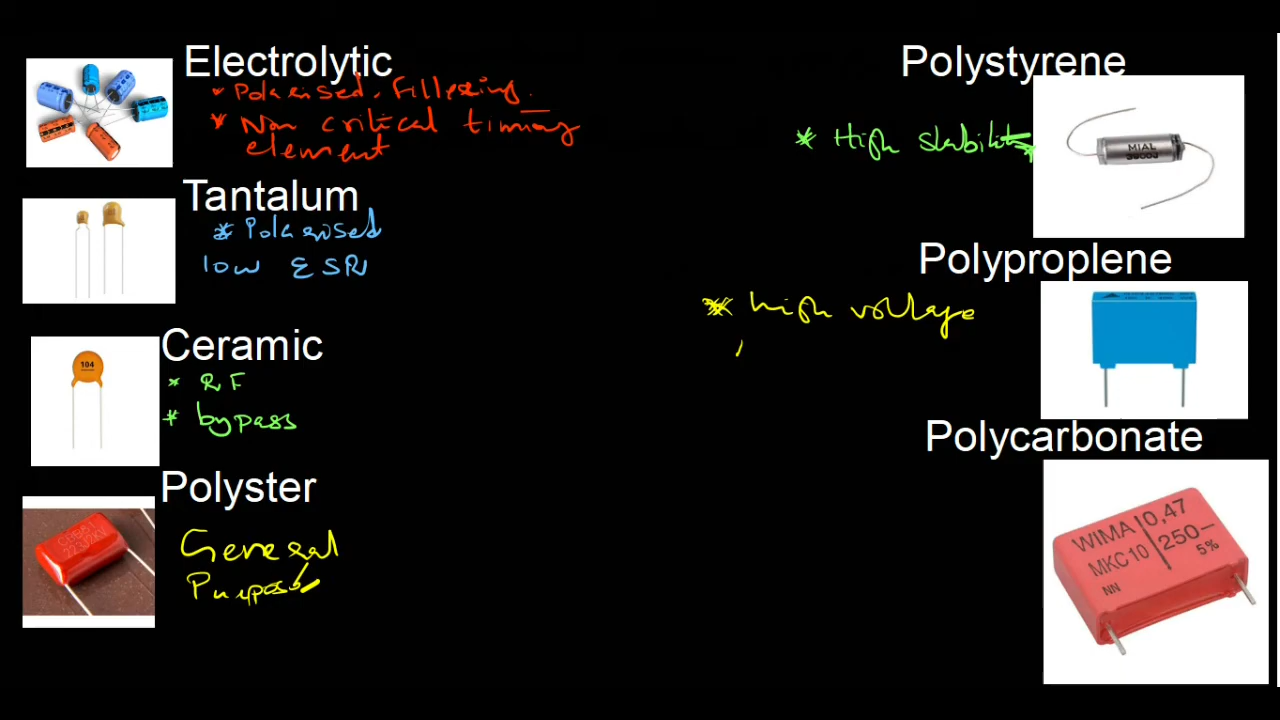 Electrolytic
* Polarised, Filtering.
* Non critical timing
element
Tantalum
* Polarised
low ESR
104
Ceramic
* RF
* bypass
Polyster
General
Purpose
Polystyrene
* High stability
MIAL
Polyproplene
* high voltage
Polycarbonate
WIMA 0,47
MKC10 250-
5%
NN